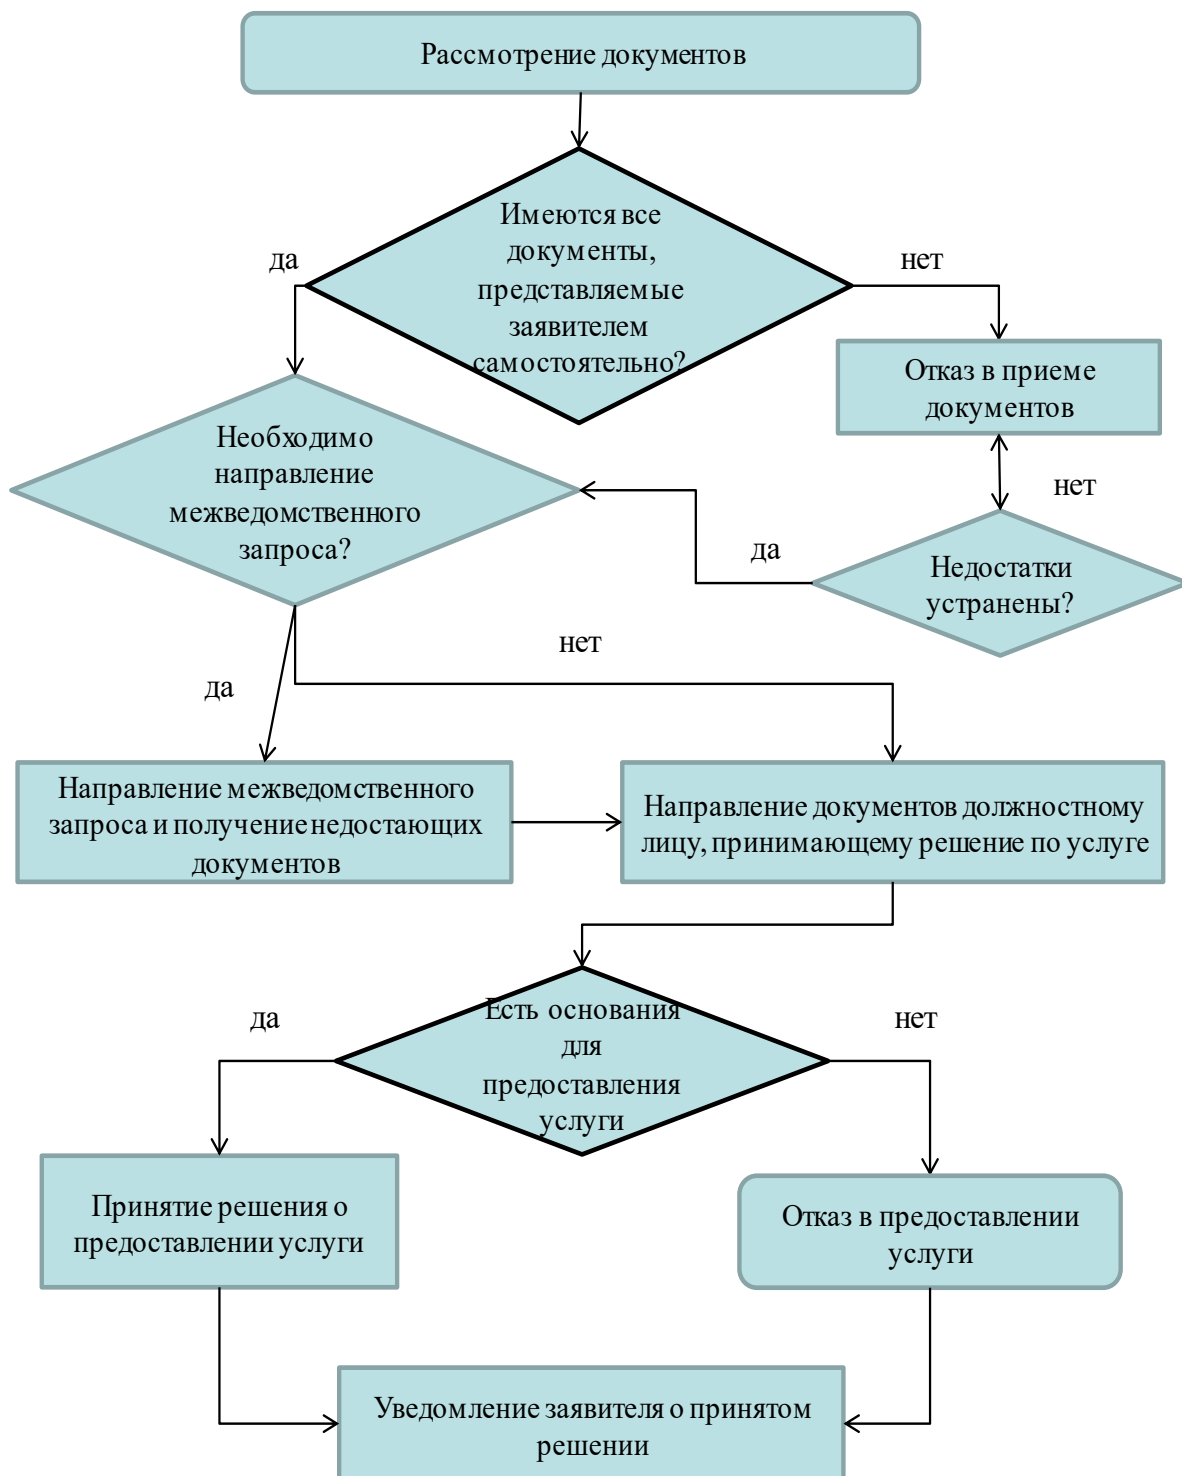 Рассмотрение документов
Имеются все
документы,
представляемые
заявителем
самостоятельно?
да
нет
Отказ в приеме
документов
Необходимо
направление
межведомственного
запроса?
нет
да
Недостатки
устранены?
нет
да
Направление межведомственного
запроса и получение недостающих
документов
Направление документов должностному
лицу, принимающему решение по услуге
Есть основания
для
предоставления
услуги
да
нет
Принятие решения о
предоставлении услуги
Отказ в предоставлении
услуги
Уведомление заявителя о принятом
решении